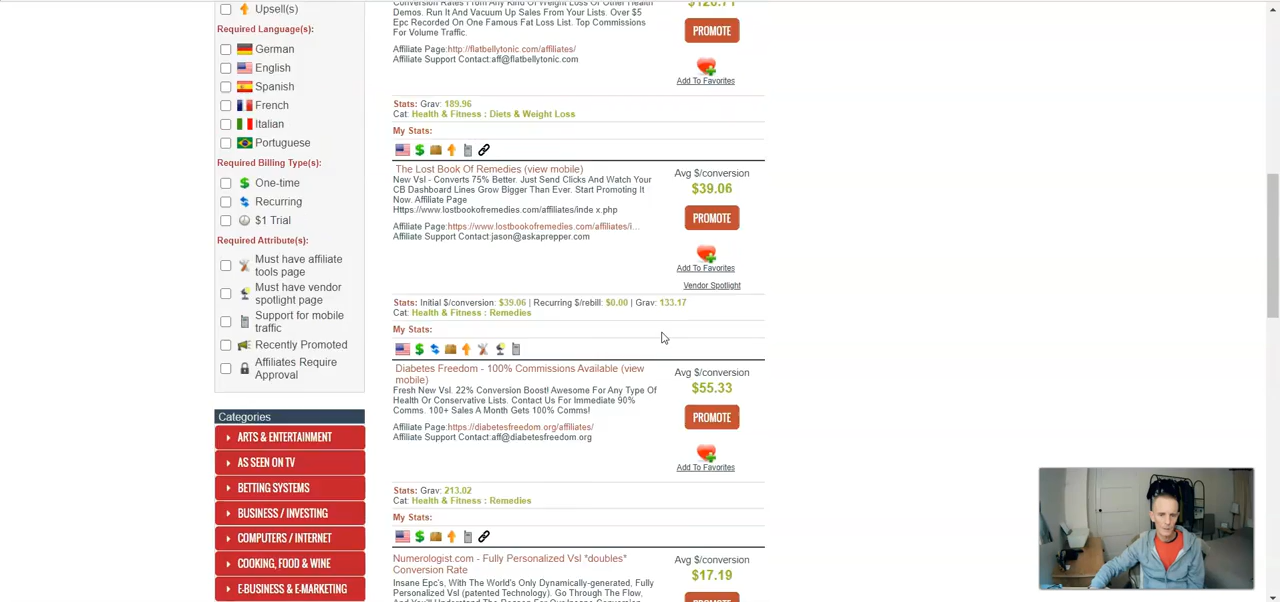 Upsell(s)
Required Language(s):
German
English
Spanish
French
Italian
Portuguese
Required Billing Type(s):
One-time
Recurring
$1 Trial
Required Attribute(s):
Must have affiliate
tools page
Must have vendor
spotlight page
Support for mobile
traffic
Recently Promoted
Affiliates Require
Approval
Categories
ARTS & ENTERTAINMENT
AS SEEN ON TV
BETTING SYSTEMS
BUSINESS / INVESTING
COMPUTERS / INTERNET
COOKING, FOOD & WINE
E-BUSINESS & E-MARKETING
Conversion Rates From Any Kind Of Weight Loss Or Other Health
Demos. Run It And Vacuum Up Sales From Your Lists. Over $5
Epc Recorded On One Famous Fat Loss List. Top Commissions
For Volume Traffic.
Affiliate Page:http://flatbellytonic.com/affiliates/
Affiliate Support Contact:aff@flatbellytonic.com
PROMOTE
Add To Favorites
Stats: Grav: 189.96
Cat: Health & Fitness : Diets & Weight Loss
My Stats:
The Lost Book Of Remedies (view mobile)
New Vsl - Converts 75% Better. Just Send Clicks And Watch Your
CB Dashboard Lines Grow Bigger Than Ever. Start Promoting It
Now. Affiliate Page
Https://www.lostbookofremedies.com/affiliates/inde x.php
Affiliate Page:https://www.lostbookofremedies.com/affiliates/i...
Affiliate Support Contact:jason@askaprepper.com
Avg $/conversion
$39.06
PROMOTE
Add To Favorites
Vendor Spotlight
Stats: Initial $/conversion: $39.06 | Recurring $/rebill: $0.00 | Grav: 133.17
Cat: Health & Fitness : Remedies
My Stats:
Diabetes Freedom - 100% Commissions Available (view
mobile)
Fresh New Vsl. 22% Conversion Boost! Awesome For Any Type Of
Health Or Conservative Lists. Contact Us For Immediate 90%
Comms. 100+ Sales A Month Gets 100% Comms!
Affiliate Page:https://diabetesfreedom.org/affiliates/
Affiliate Support Contact:aff@diabetesfreedom.org
Avg $/conversion
$55.33
PROMOTE
Add To Favorites
Stats: Grav: 213.02
Cat: Health & Fitness : Remedies
My Stats:
Numerologist.com - Fully Personalized Vsl *doubles*
Conversion Rate
Insane Epc's, With The World's Only Dynamically-generated, Fully
Personalized Vsl (patented Technology). Go Through The Flow,
Avg $/conversion
$17.19
PROMOTE